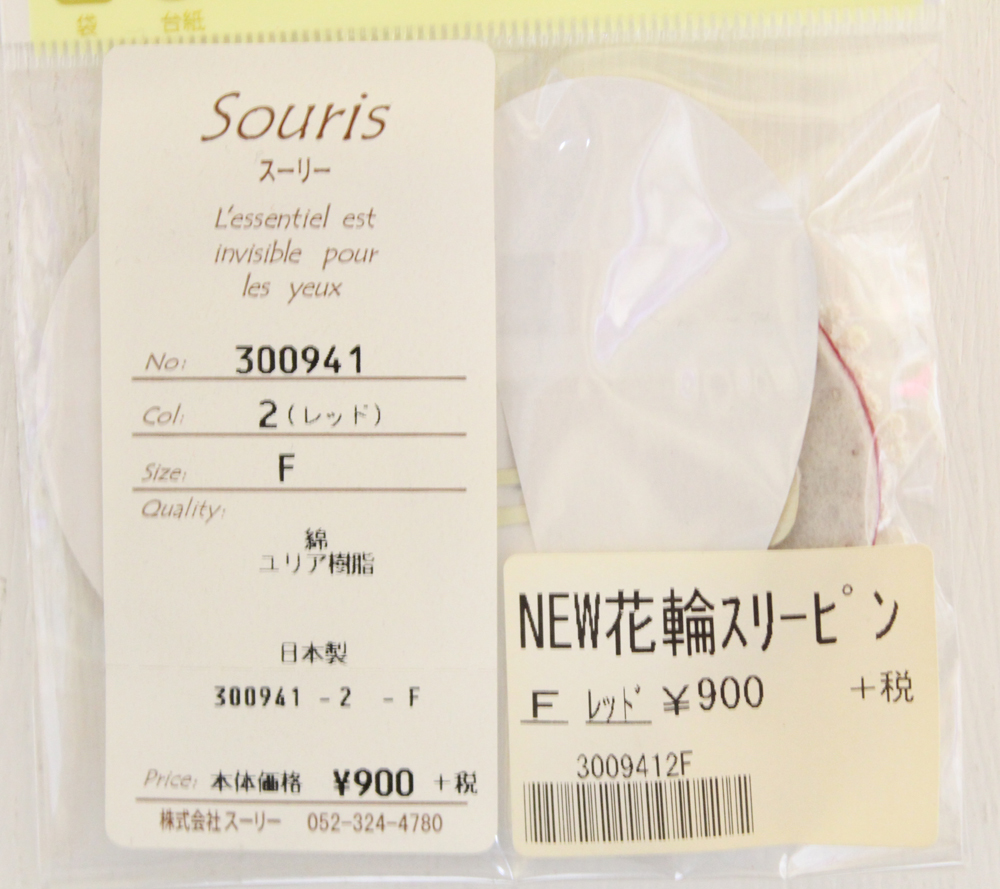 袋 台紙
Souris
スーリー
L'essentiel est
invisible pour
les yeux
No: 300941
Col: 2(レッド)
Size: F
Quality:
綿
ユリア樹脂
日本製
300941 - 2 - F
Price: 本体価格 ¥900 +税
株式会社スーリー 052-324-4780
NEW花輪スリーピン
F レッド ¥900 +税
3009412F